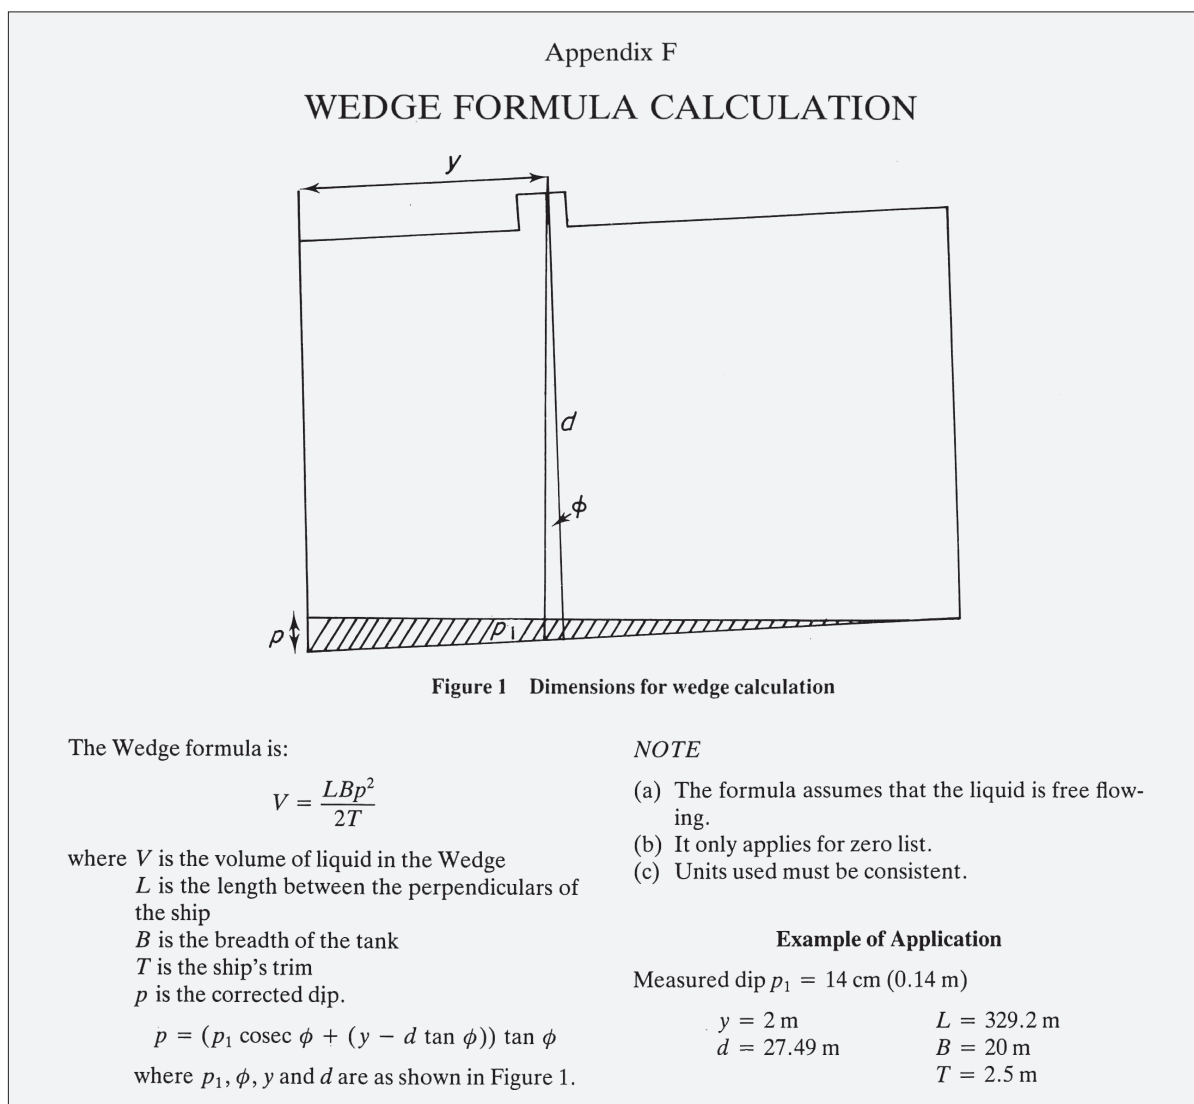 Appendix F
WEDGE FORMULA CALCULATION
y
d
ϕ
p
p₁
Figure 1 Dimensions for wedge calculation
The Wedge formula is:
V = LBp² / 2T
where V is the volume of liquid in the Wedge
L is the length between the perpendiculars of
the ship
B is the breadth of the tank
T is the ship's trim
p is the corrected dip.
p = (p₁ cosec ϕ + (y − d tan ϕ)) tan ϕ
where p₁, ϕ, y and d are as shown in Figure 1.
NOTE
(a) The formula assumes that the liquid is free flow-
ing.
(b) It only applies for zero list.
(c) Units used must be consistent.
Example of Application
Measured dip p₁ = 14 cm (0.14 m)
y = 2 m L = 329.2 m
d = 27.49 m B = 20 m
T = 2.5 m